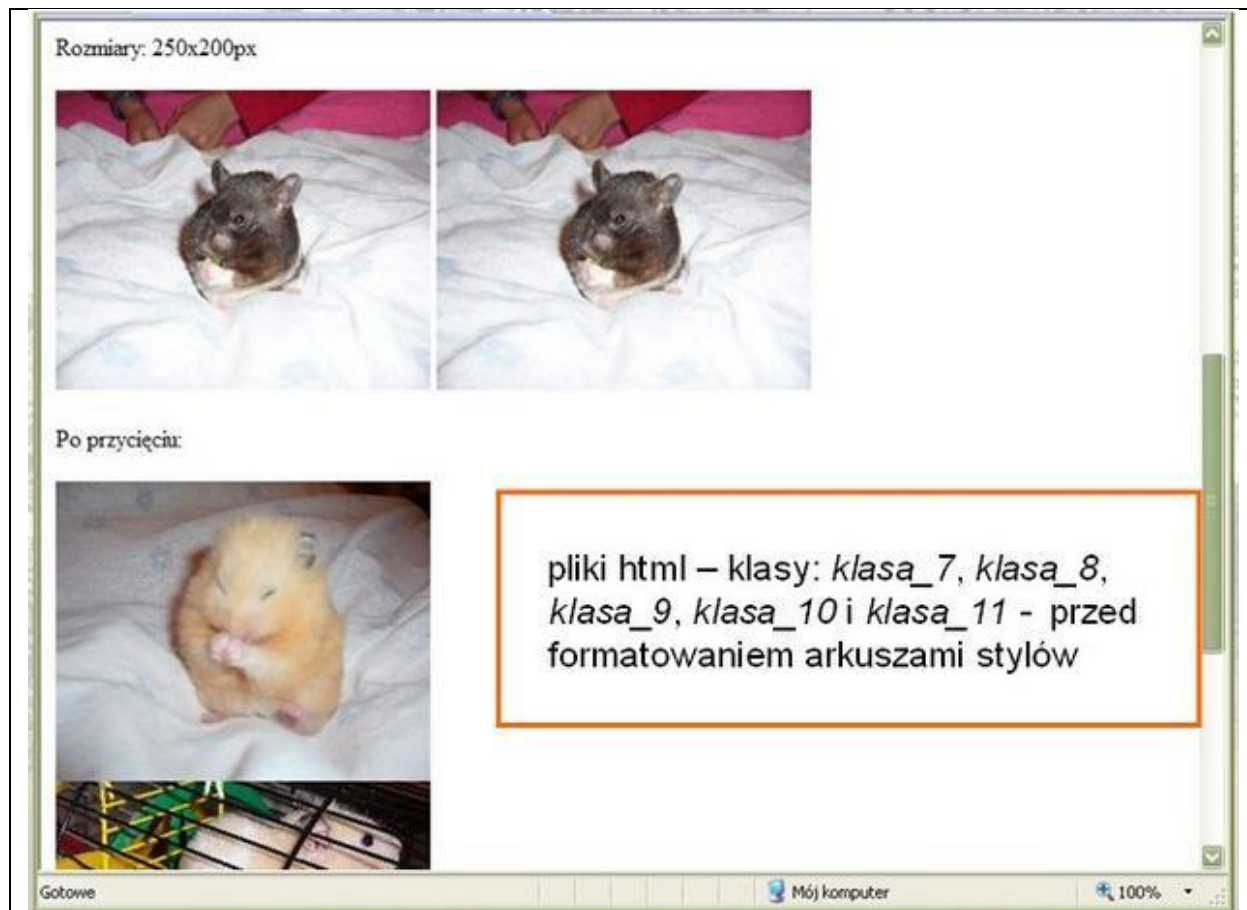 Rozmiary: 250x200px
Po przycięciu:
pliki html – klasy: klasa_7, klasa_8,
klasa_9, klasa_10 i klasa_11 - przed
formatowaniem arkuszami stylów
Gotowe
Mój komputer
100%